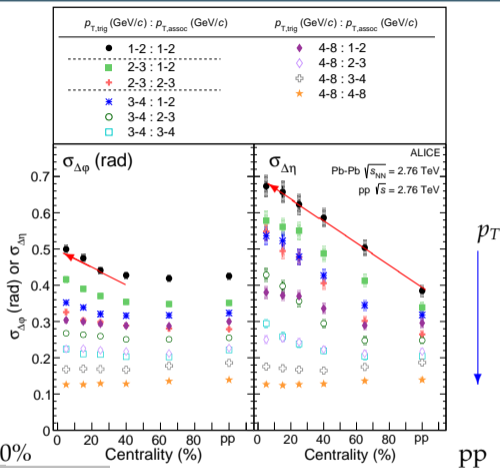 p_T,trig (GeV/c) : p_T,assoc (GeV/c) p_T,trig (GeV/c) : p_T,assoc (GeV/c)
1-2 : 1-2 4-8 : 1-2
2-3 : 1-2 4-8 : 2-3
2-3 : 2-3 4-8 : 3-4
3-4 : 1-2 4-8 : 4-8
3-4 : 2-3
3-4 : 3-4
σ_Δφ (rad) σ_Δη ALICE
Pb-Pb √s_NN = 2.76 TeV
pp √s = 2.76 TeV
σ_Δφ (rad) or σ_Δη
0.7
0.6
0.5
0.4
0.3
0.2
0.1
0
p_T
0 20 40 60 pp 0 20 40 60 pp
Centrality (%) Centrality (%)
0% pp